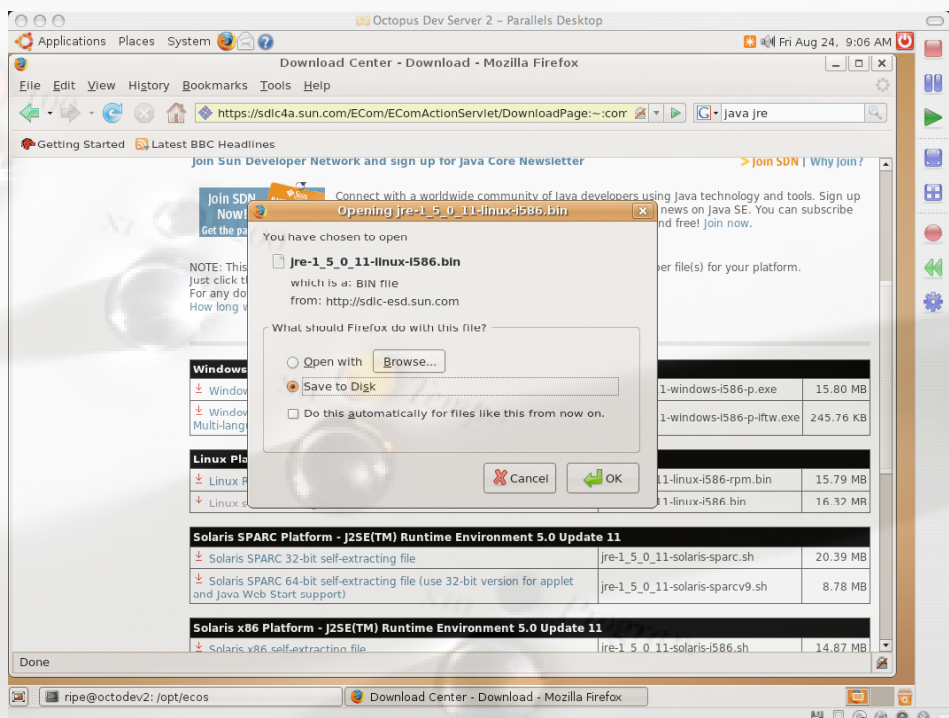 Octopus Dev Server 2 – Parallels Desktop
Applications Places System Fri Aug 24, 9:06 AM
Download Center - Download - Mozilla Firefox
File Edit View History Bookmarks Tools Help
https://sdlc4a.sun.com/ECom/EComActionServlet/DownloadPage:~:com G java jre
Getting Started Latest BBC Headlines
Join Sun Developer Network and sign up for Java Core Newsletter > Join SDN | Why Join?
Join SDN Now!
Get the pa
Connect with a worldwide community of Java developers using Java technology and tools. Sign up
news on Java SE. You can subscribe
nd free! Join now.
Opening jre-1_5_0_11-linux-i586.bin
You have chosen to open
jre-1_5_0_11-linux-i586.bin
which is a: BIN file
from: http://sdlc-esd.sun.com
What should Firefox do with this file?
Open with Browse...
Save to Disk
Do this automatically for files like this from now on.
Cancel OK
NOTE: This
er file(s) for your platform.
Just click t
For any do
How long
Windows
Window 1-windows-i586-p.exe 15.80 MB
Window 1-windows-i586-p-iftw.exe 245.76 KB
Multi-lang
Linux Pla
Linux R 11-linux-i586-rpm.bin 15.79 MB
Linux s 11-linux-i586.bin 16.32 MB
Solaris SPARC Platform - J2SE(TM) Runtime Environment 5.0 Update 11
Solaris SPARC 32-bit self-extracting file jre-1_5_0_11-solaris-sparc.sh 20.39 MB
Solaris SPARC 64-bit self-extracting file (use 32-bit version for applet and Java Web Start support) jre-1_5_0_11-solaris-sparcv9.sh 8.78 MB
Solaris x86 Platform - J2SE(TM) Runtime Environment 5.0 Update 11
Solaris x86 self-extracting file jre-1_5_0_11-solaris-i586.sh 14.87 MB
Done
ripe@octodev2: /opt/ecos Download Center - Download - Mozilla Firefox